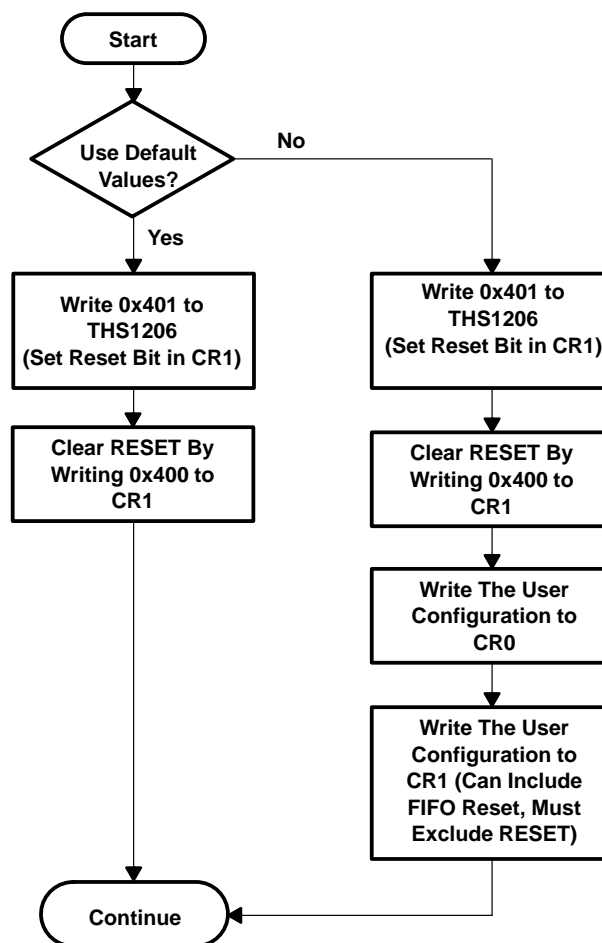 Start
Use Default
Values?
No
Yes
Write 0x401 to
THS1206
(Set Reset Bit in CR1)
Clear RESET By
Writing 0x400 to
CR1
Write 0x401 to
THS1206
(Set Reset Bit in CR1)
Clear RESET By
Writing 0x400 to
CR1
Write The User
Configuration to
CR0
Write The User
Configuration to
CR1 (Can Include
FIFO Reset, Must
Exclude RESET)
Continue